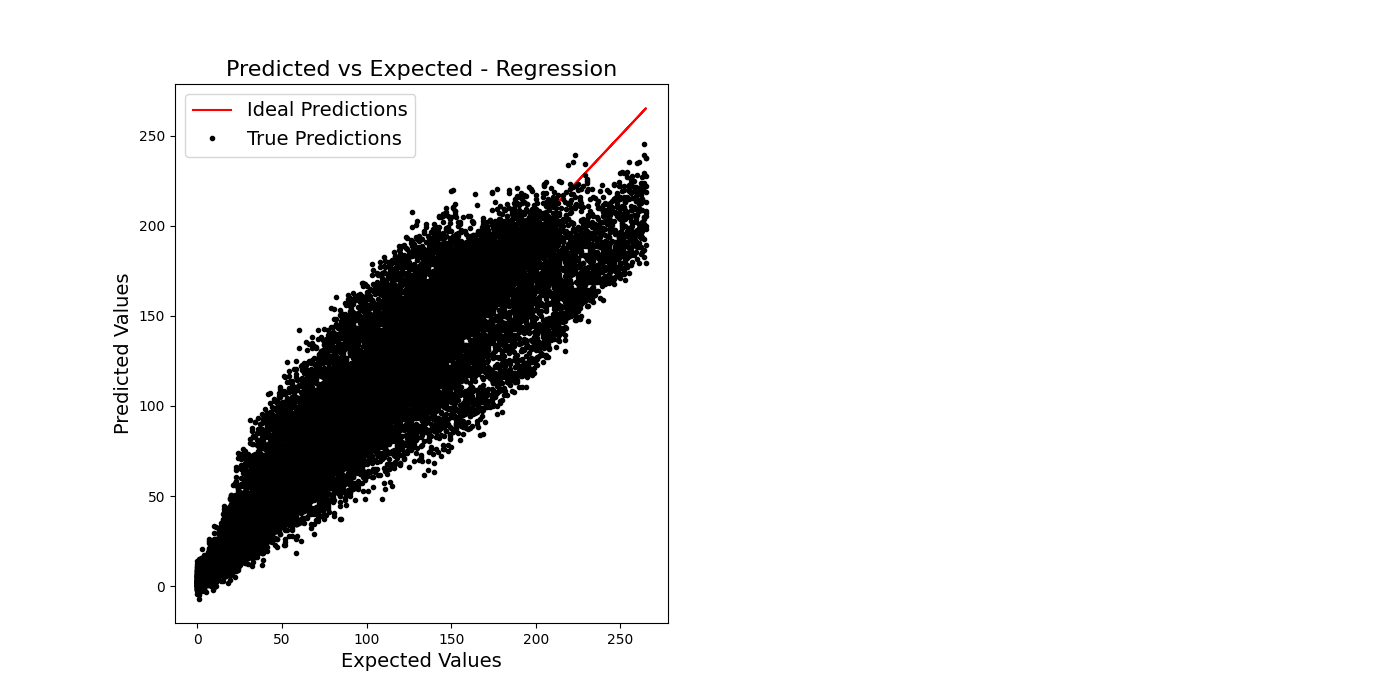 Predicted vs Expected - Regression
Ideal Predictions
True Predictions
250
200
150
100
50
0
Predicted Values
0 50 100 150 200 250
Expected Values